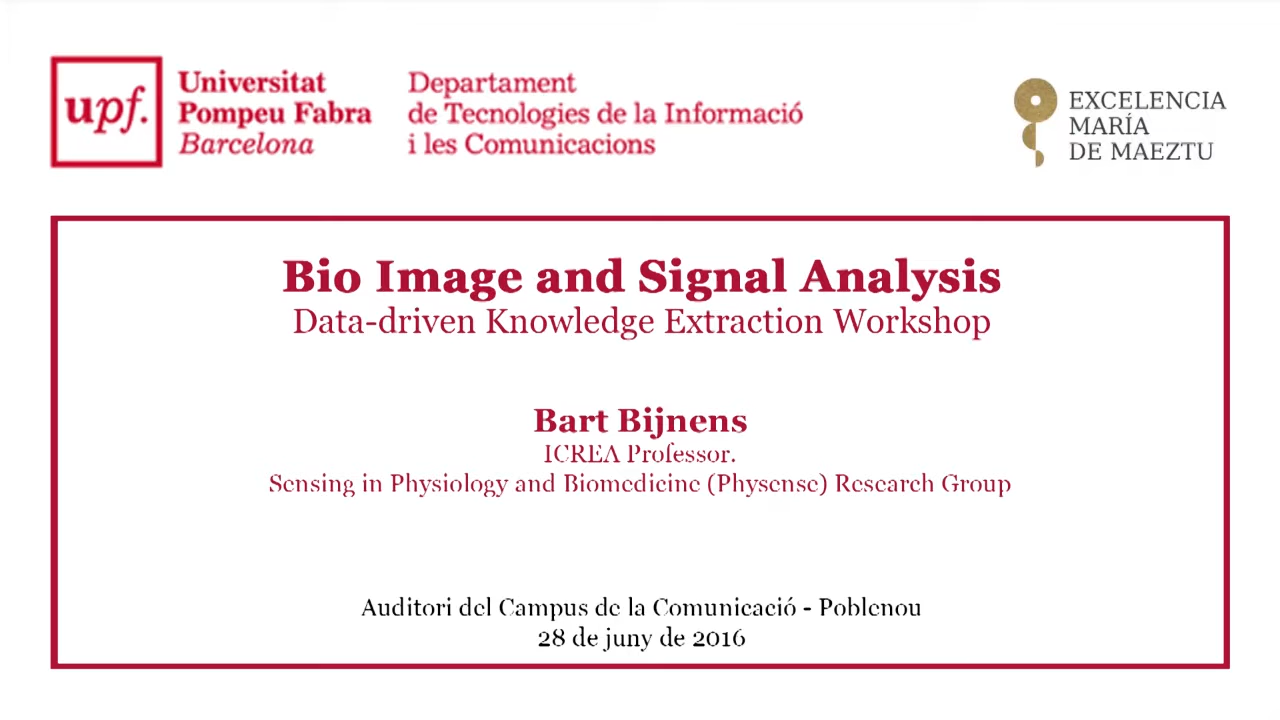 upf.
Universitat
Pompeu Fabra
Barcelona
Departament
de Tecnologies de la Informació
i les Comunicacions
EXCELENCIA
MARÍA
DE MAEZTU
Bio Image and Signal Analysis
Data-driven Knowledge Extraction Workshop
Bart Bijnens
ICREA Professor.
Sensing in Physiology and Biomedicine (Physense) Research Group
Auditori del Campus de la Comunicació - Poblenou
28 de juny de 2016